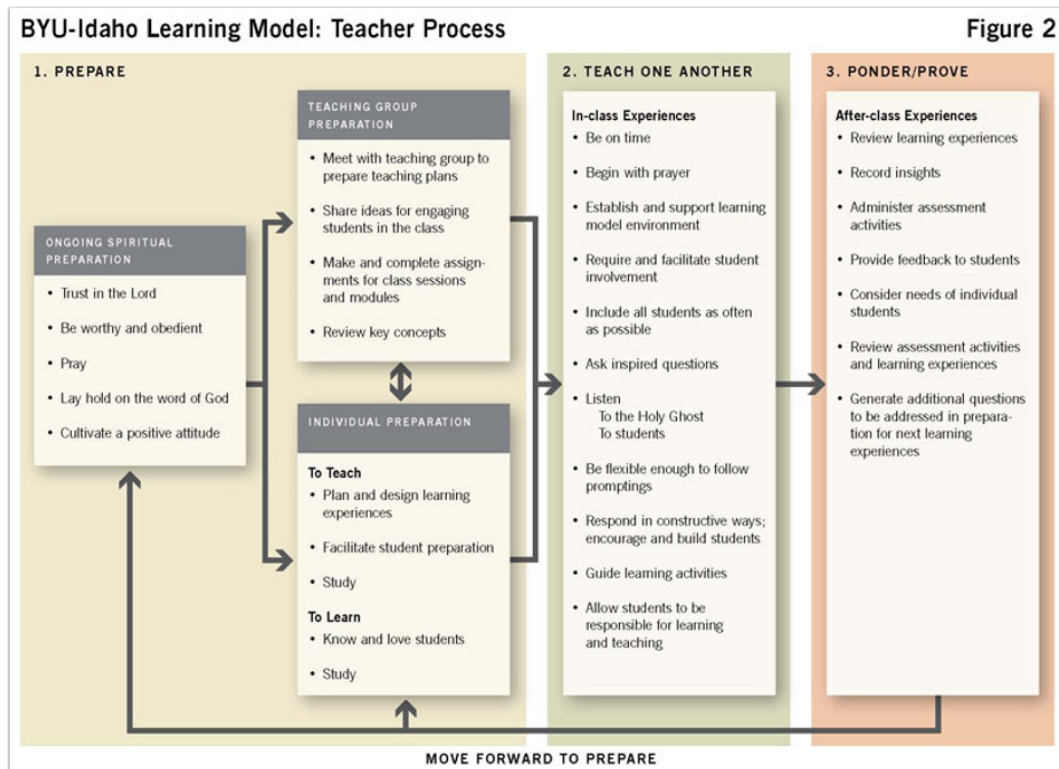 BYU-Idaho Learning Model: Teacher Process
Figure 2
1. PREPARE
ONGOING SPIRITUAL
PREPARATION
• Trust in the Lord
• Be worthy and obedient
• Pray
• Lay hold on the word of God
• Cultivate a positive attitude
TEACHING GROUP
PREPARATION
• Meet with teaching group to
prepare teaching plans
• Share ideas for engaging
students in the class
• Make and complete assign-
ments for class sessions
and modules
• Review key concepts
INDIVIDUAL PREPARATION
To Teach
• Plan and design learning
experiences
• Facilitate student preparation
• Study
To Learn
• Know and love students
• Study
2. TEACH ONE ANOTHER
In-class Experiences
• Be on time
• Begin with prayer
• Establish and support learning
model environment
• Require and facilitate student
involvement
• Include all students as often
as possible
• Ask inspired questions
• Listen
To the Holy Ghost
To students
• Be flexible enough to follow
promptings
• Respond in constructive ways;
encourage and build students
• Guide learning activities
• Allow students to be
responsible for learning
and teaching
3. PONDER/PROVE
After-class Experiences
• Review learning experiences
• Record insights
• Administer assessment
activities
• Provide feedback to students
• Consider needs of individual
students
• Review assessment activities
and learning experiences
• Generate additional questions
to be addressed in prepara-
tion for next learning
experiences
MOVE FORWARD TO PREPARE